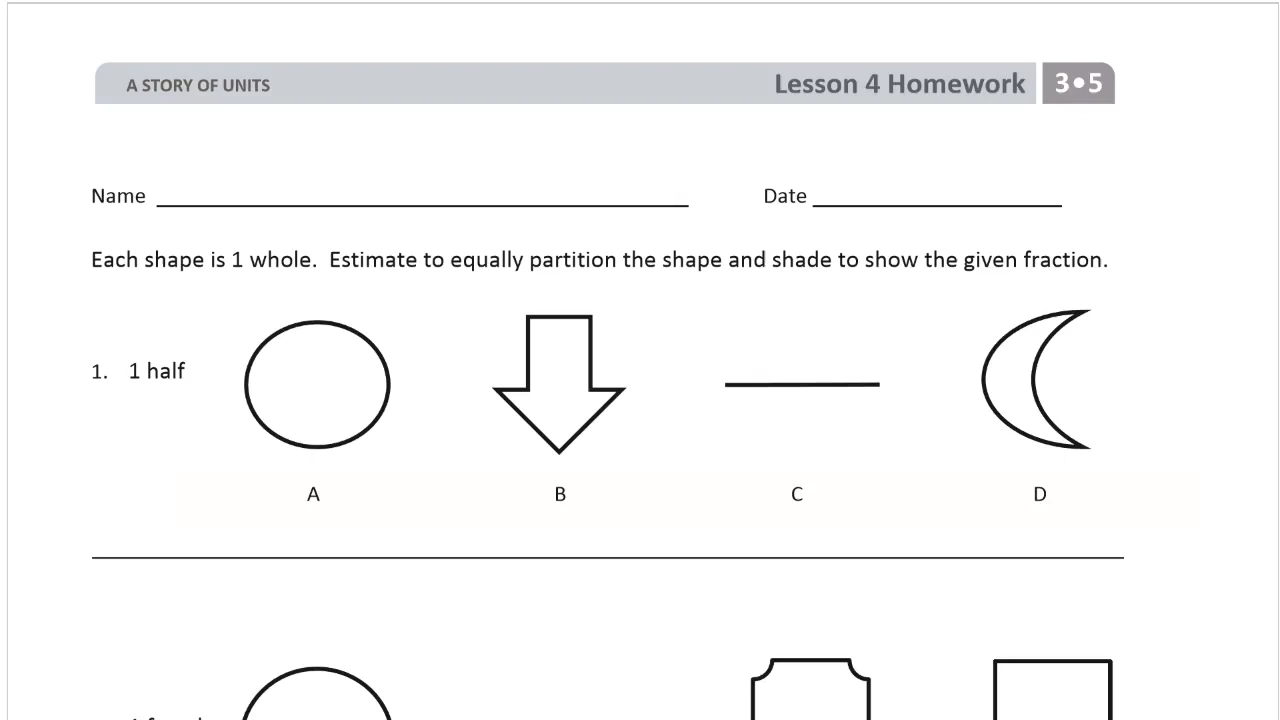 A STORY OF UNITS
Lesson 4 Homework 3•5
Name
Date
Each shape is 1 whole. Estimate to equally partition the shape and shade to show the given fraction.
1. 1 half
A B C D